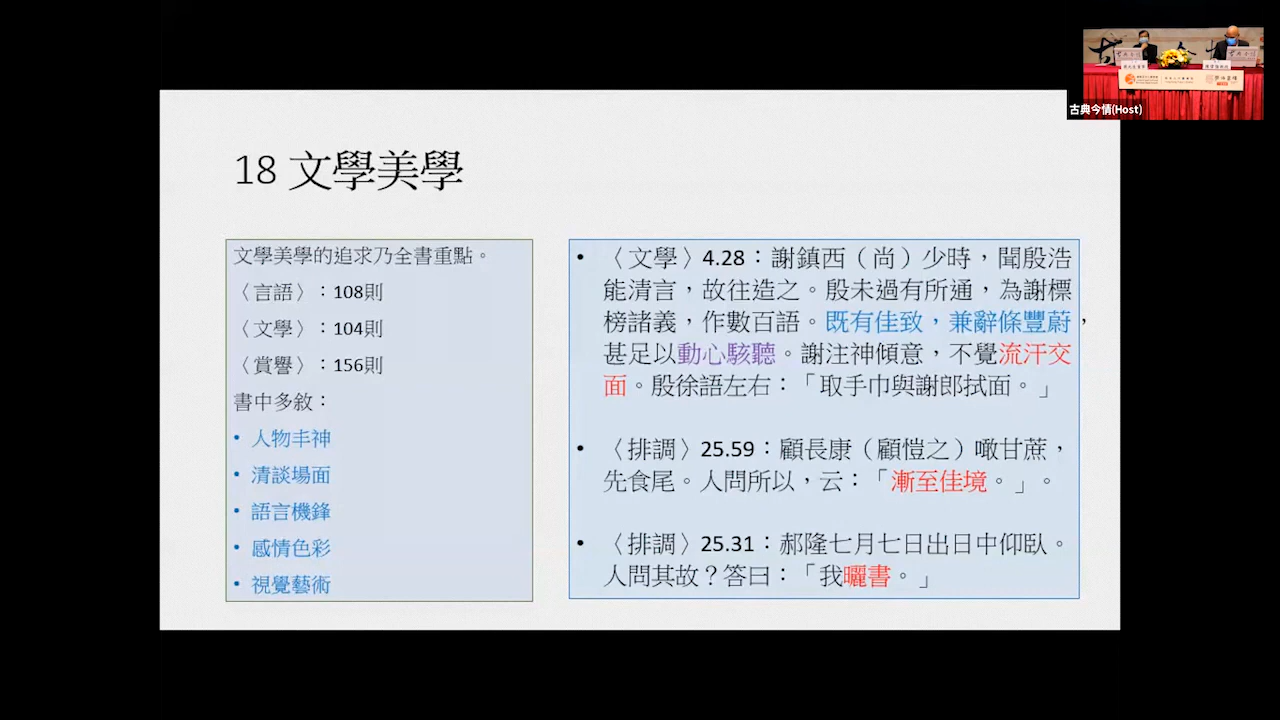 古典今情(Host)
18 文學美學
文學美學的追求乃全書重點。
〈言語〉：108則
〈文學〉：104則
〈賞譽〉：156則
書中多敘：
• 人物丰神
• 清談場面
• 語言機鋒
• 感情色彩
• 視覺藝術
• 〈文學〉4.28：謝鎮西（尚）少時，聞殷浩
能清言，故往造之。殷未過有所通，為謝標
榜諸義，作數百語。既有佳致，兼辭條豐蔚，
甚足以動心駭聽。謝注神傾意，不覺流汗交
面。殷徐語左右：「取手巾與謝郎拭面。」
• 〈排調〉25.59：顧長康（顧愷之）噉甘蔗，
先食尾。人問所以，云：「漸至佳境。」。
• 〈排調〉25.31：郝隆七月七日出日中仰臥。
人問其故？答曰：「我曬書。」